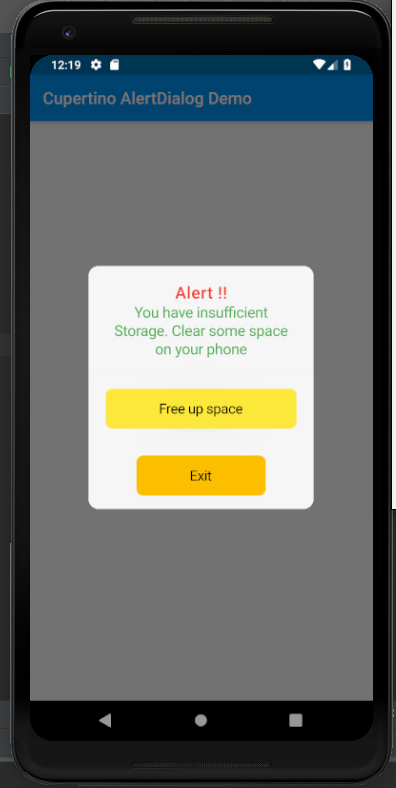 12:19
Cupertino AlertDialog Demo
Alert !!
You have insufficient
Storage. Clear some space
on your phone
Free up space
Exit